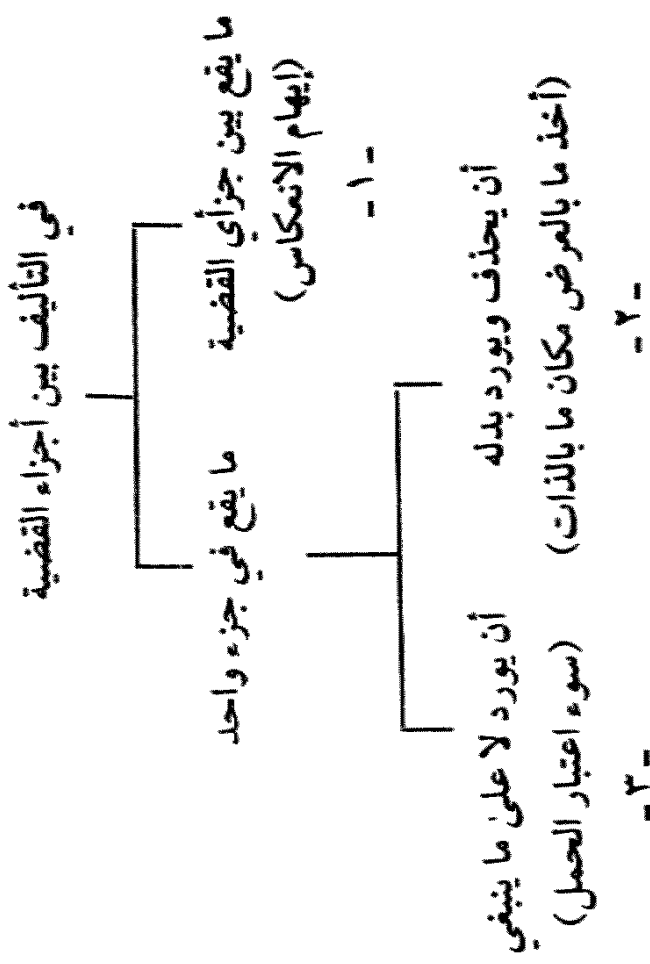 في التأليف بين أجزاء القضية
ما يقع بين جزأي القضية
(إيهام الانعكاس)
- ١ -
ما يقع في جزء واحد
أن يحذف ويورد بدله
(أخذ ما بالعرض مكان ما بالذات)
- ٢ -
أن يورد لا على ما ينبغي
(سوء اعتبار الحمل)
- ٣ -